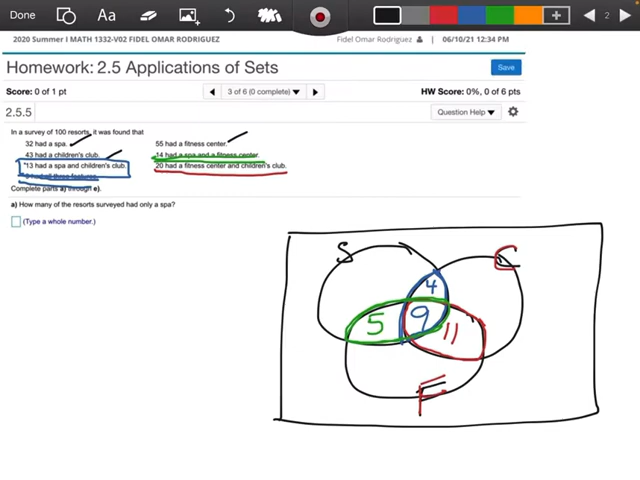 Done
Aa
2
2020 Summer I MATH 1332-V02 FIDEL OMAR RODRIGUEZ
Fidel Omar Rodriguez
06/10/21 12:34 PM
Homework: 2.5 Applications of Sets
Save
Score: 0 of 1 pt
3 of 6 (0 complete)
HW Score: 0%, 0 of 6 pts
2.5.5
Question Help
In a survey of 100 resorts, it was found that
32 had a spa.
55 had a fitness center.
43 had a children's club.
14 had a spa and a fitness center.
13 had a spa and children's club.
20 had a fitness center and children's club.
had all three features.
Complete parts a) through e).
a) How many of the resorts surveyed had only a spa?
(Type a whole number.)
S
C
4
5
9
11
F